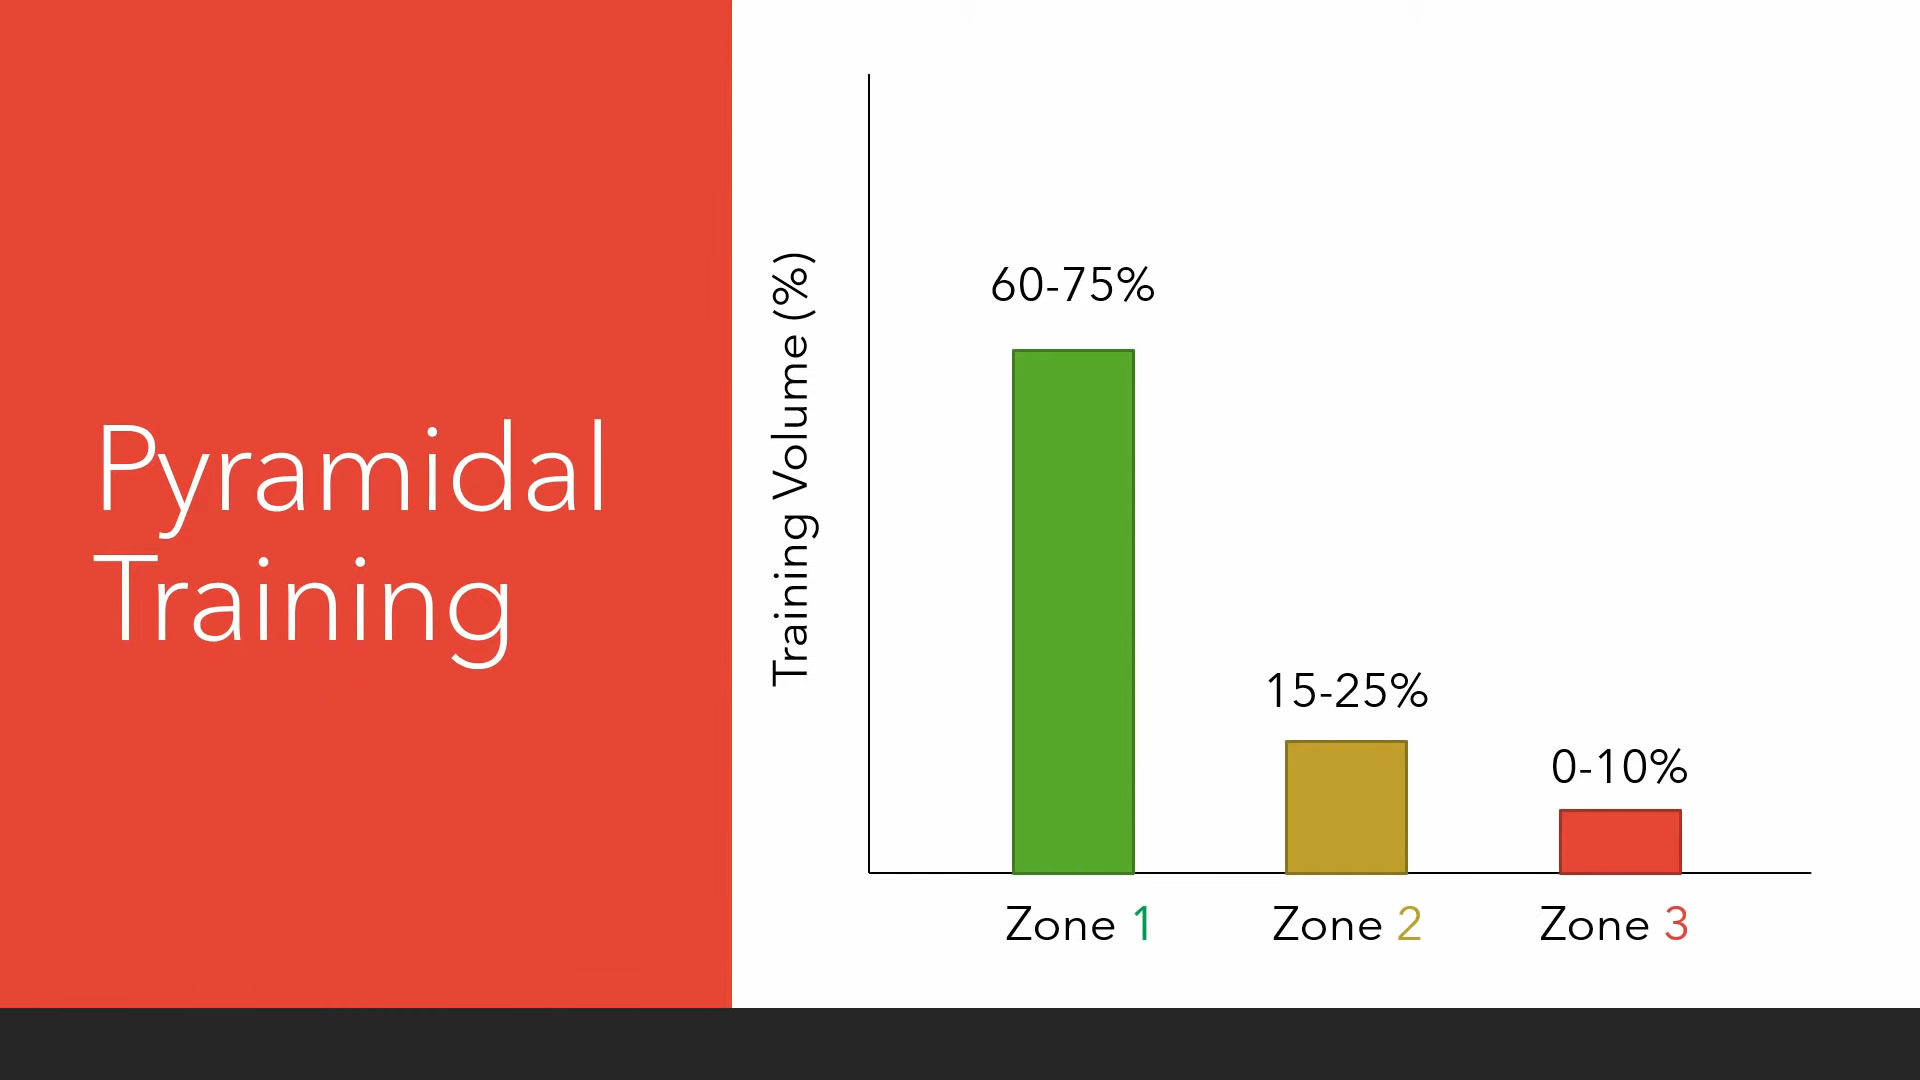 Pyramidal
Training
Training Volume (%)
60-75%
15-25%
0-10%
Zone 1
Zone 2
Zone 3